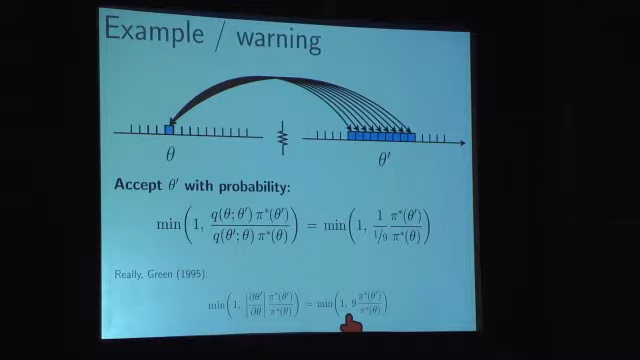 Example / warning
θ
θ′
Accept θ′ with probability:
min(1, q(θ; θ′) π*(θ′) / q(θ′; θ) π*(θ)) = min(1, 1 / 1/9 π*(θ′) / π*(θ))
Really, Green (1995):
min(1, |∂θ′ / ∂θ| π*(θ′) / π*(θ)) = min(1, 9 π*(θ′) / π*(θ))